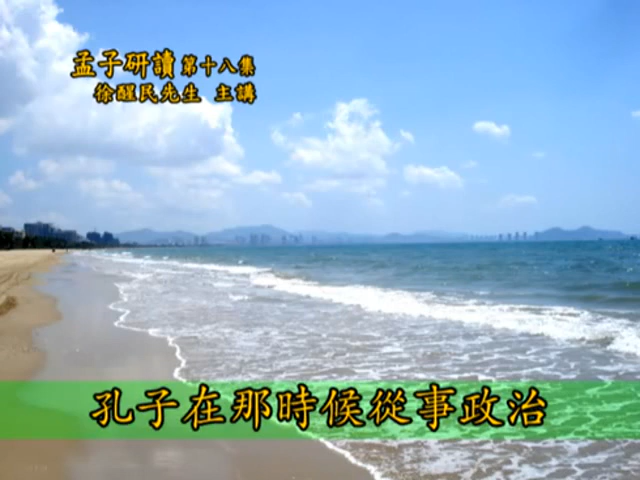 孟子研讀 第十八集
徐醒民先生 主講
孔子在那時候從事政治